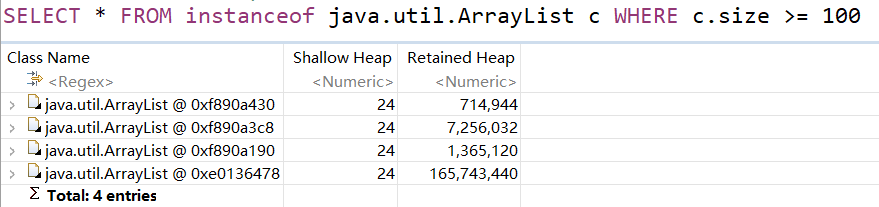 SELECT * FROM instanceof java.util.ArrayList c WHERE c.size >= 100
Class Name Shallow Heap Retained Heap
<Regex> <Numeric> <Numeric>
java.util.ArrayList @ 0xf890a430 24 714,944
java.util.ArrayList @ 0xf890a3c8 24 7,256,032
java.util.ArrayList @ 0xf890a190 24 1,365,120
java.util.ArrayList @ 0xe0136478 24 165,743,440
Σ Total: 4 entries